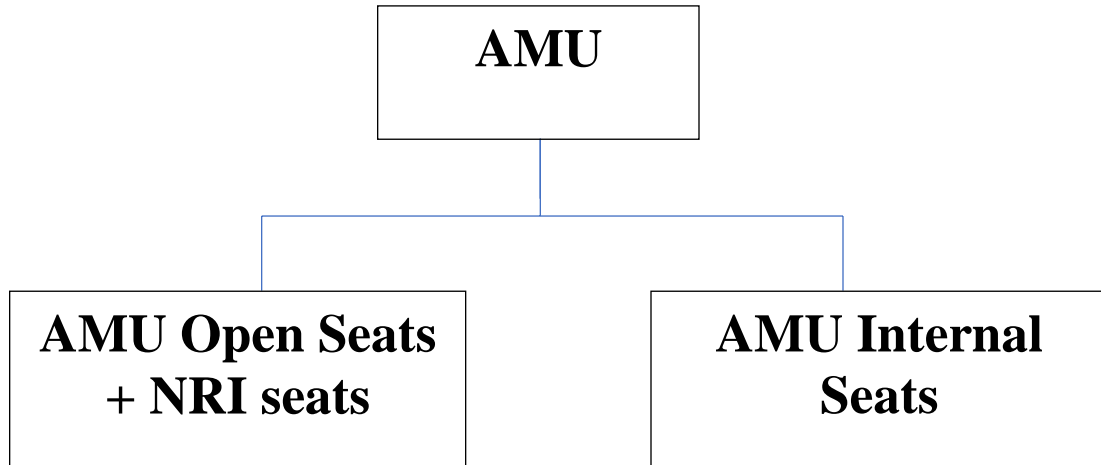 AMU
AMU Open Seats
+ NRI seats
AMU Internal
Seats